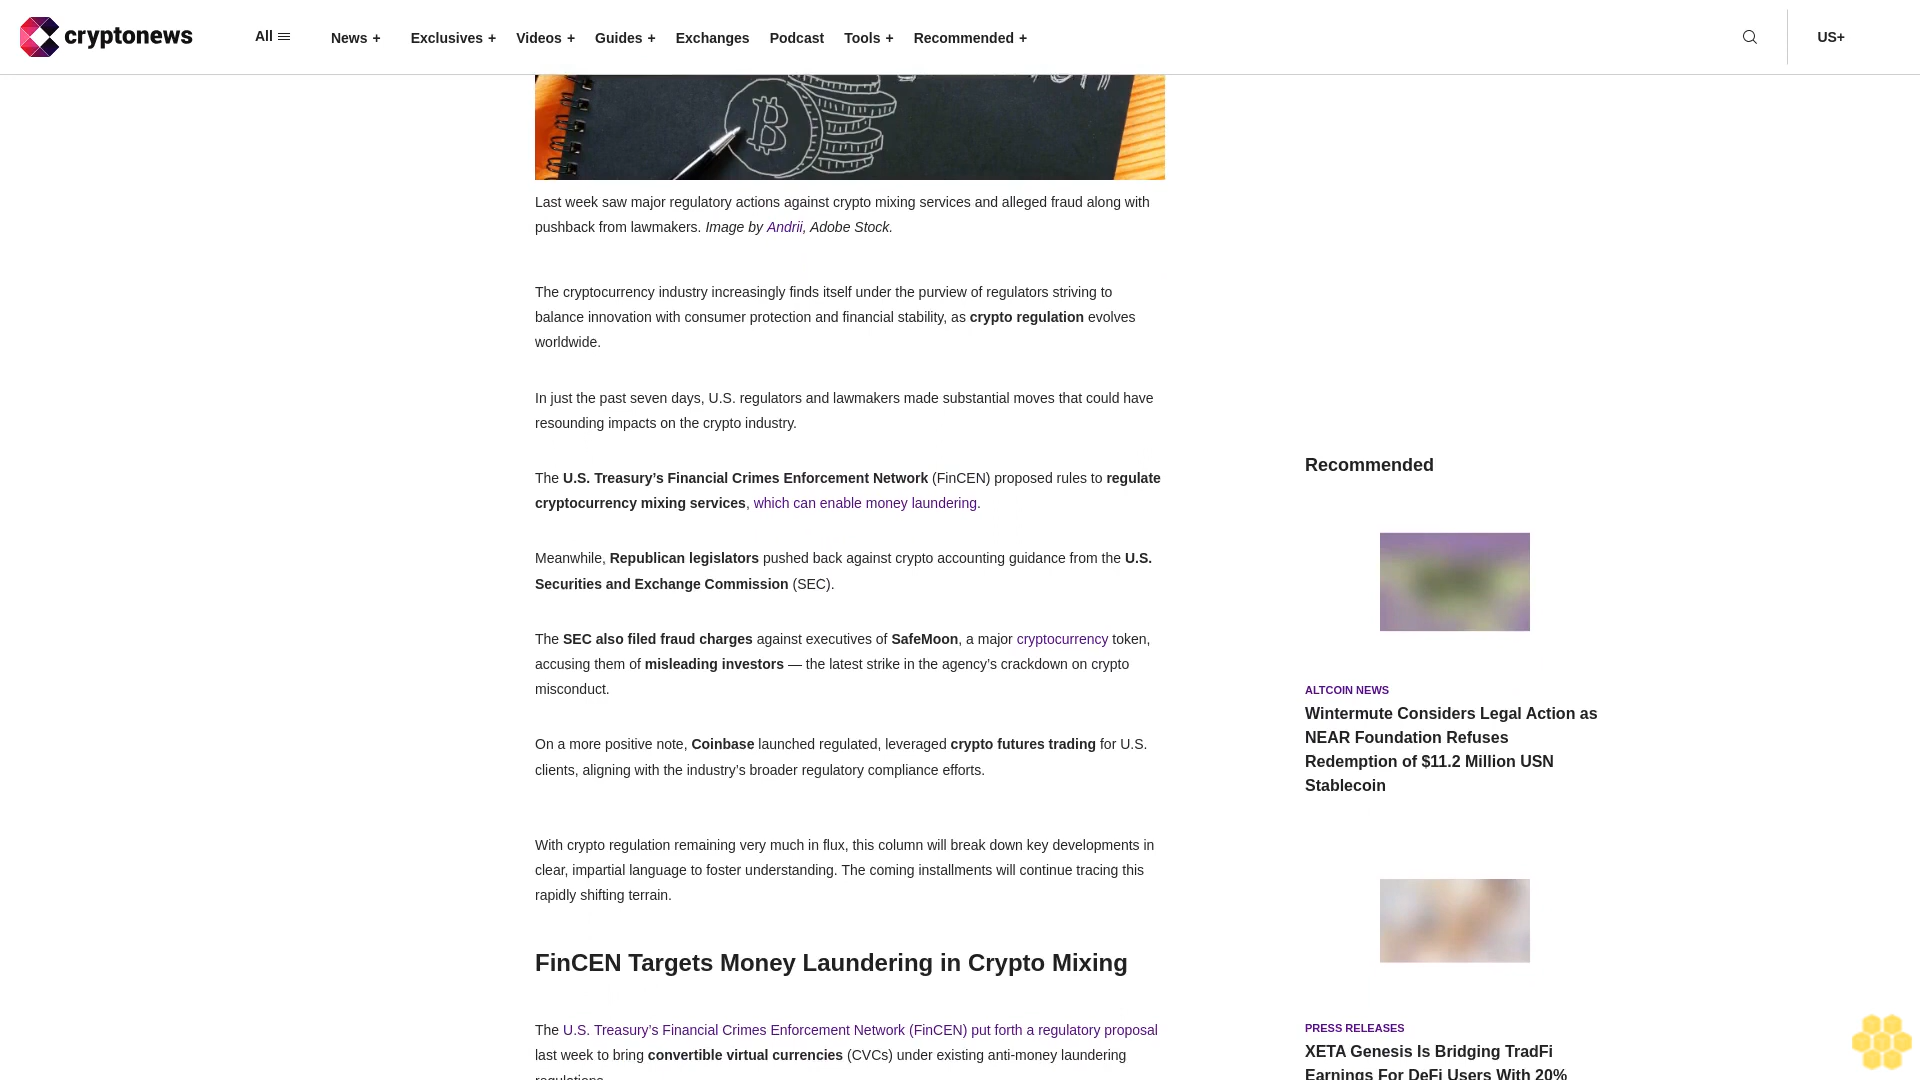 cryptonews
All
News +
Exclusives +
Videos +
Guides +
Exchanges
Podcast
Tools +
Recommended +
US+
Last week saw major regulatory actions against crypto mixing services and alleged fraud along with
pushback from lawmakers. Image by Andrii, Adobe Stock.
The cryptocurrency industry increasingly finds itself under the purview of regulators striving to
balance innovation with consumer protection and financial stability, as crypto regulation evolves
worldwide.
In just the past seven days, U.S. regulators and lawmakers made substantial moves that could have
resounding impacts on the crypto industry.
The U.S. Treasury’s Financial Crimes Enforcement Network (FinCEN) proposed rules to regulate
cryptocurrency mixing services, which can enable money laundering.
Meanwhile, Republican legislators pushed back against crypto accounting guidance from the U.S.
Securities and Exchange Commission (SEC).
The SEC also filed fraud charges against executives of SafeMoon, a major cryptocurrency token,
accusing them of misleading investors — the latest strike in the agency’s crackdown on crypto
misconduct.
On a more positive note, Coinbase launched regulated, leveraged crypto futures trading for U.S.
clients, aligning with the industry’s broader regulatory compliance efforts.
With crypto regulation remaining very much in flux, this column will break down key developments in
clear, impartial language to foster understanding. The coming installments will continue tracing this
rapidly shifting terrain.
FinCEN Targets Money Laundering in Crypto Mixing
The U.S. Treasury’s Financial Crimes Enforcement Network (FinCEN) put forth a regulatory proposal
last week to bring convertible virtual currencies (CVCs) under existing anti-money laundering
regulations.
Recommended
ALTCOIN NEWS
Wintermute Considers Legal Action as
NEAR Foundation Refuses
Redemption of $11.2 Million USN
Stablecoin
PRESS RELEASES
XETA Genesis Is Bridging TradFi
Earnings For DeFi Users With 20%